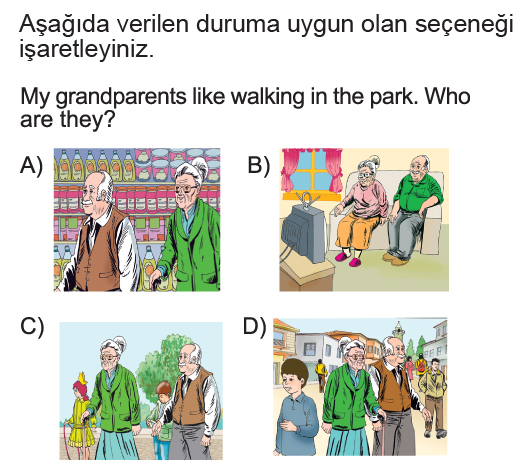 Aşağıda verilen duruma uygun olan seçeneği
işaretleyiniz.
My grandparents like walking in the park. Who
are they?
A)
B)
C)
D)